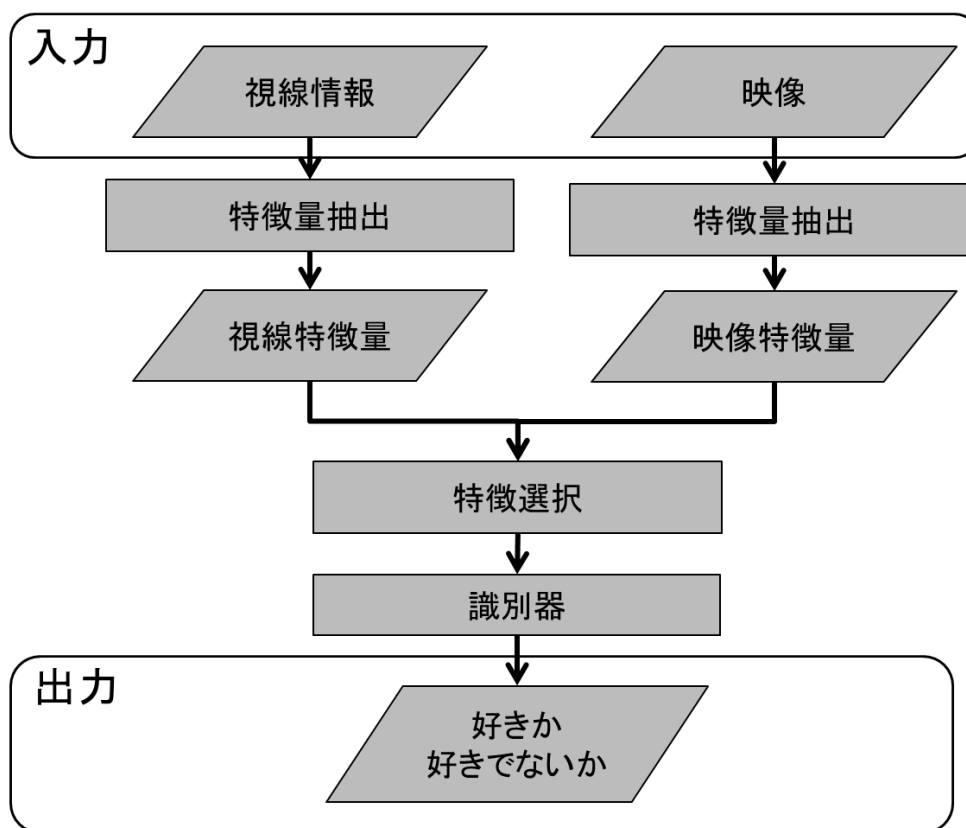 入力
視線情報
映像
特徴量抽出
特徴量抽出
視線特徴量
映像特徴量
特徴選択
識別器
出力
好きか
好きでないか